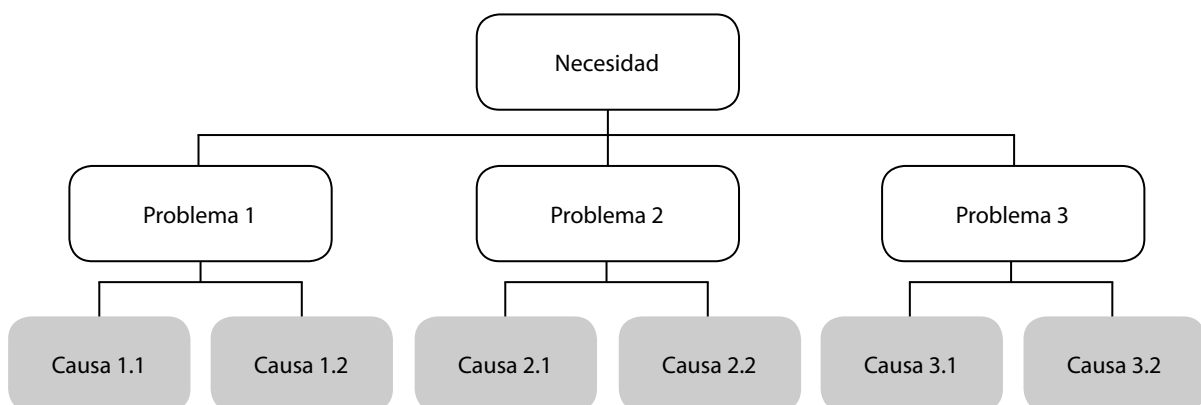 Necesidad
Problema 1
Problema 2
Problema 3
Causa 1.1
Causa 1.2
Causa 2.1
Causa 2.2
Causa 3.1
Causa 3.2